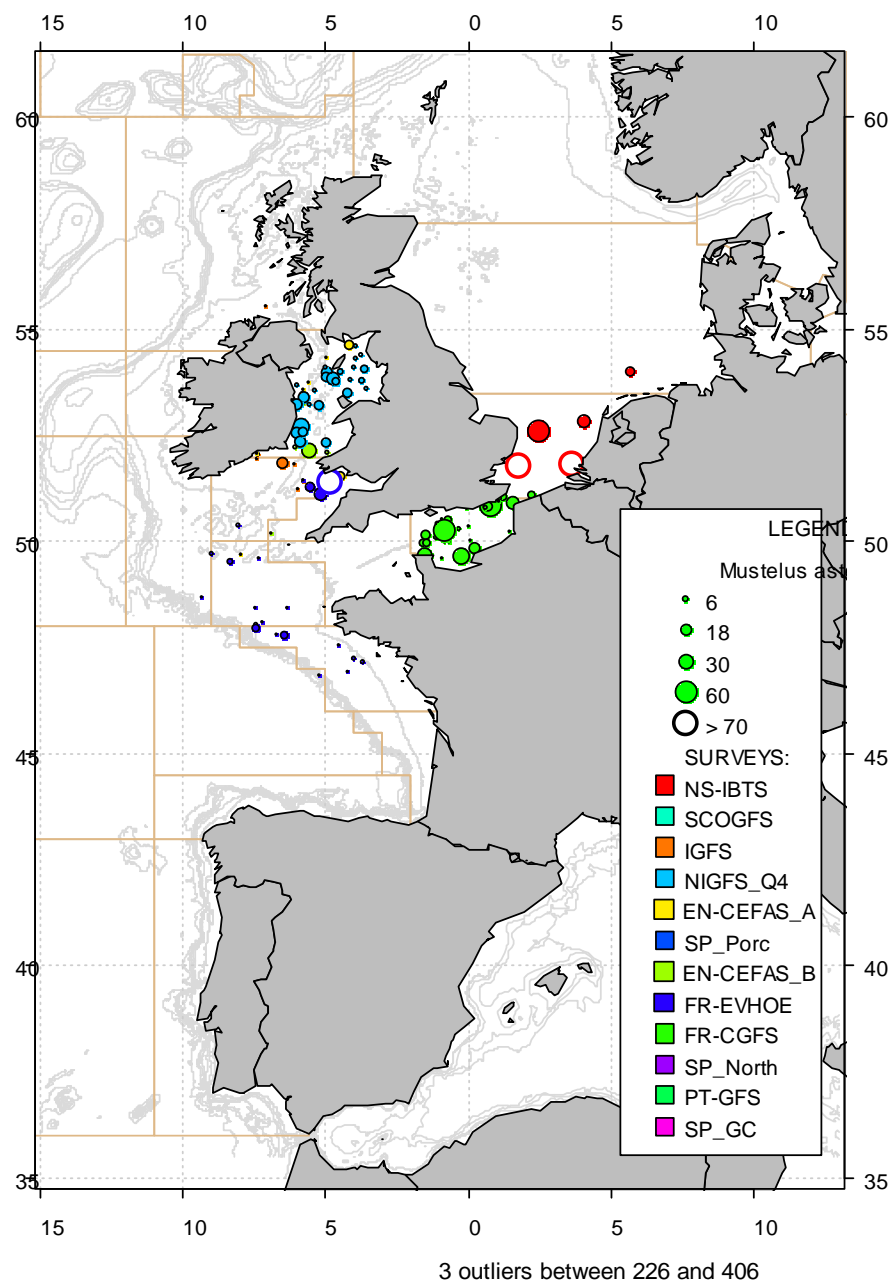 15 10 5 0 5 10
60 60
55 55
50 50
LEGEN
Mustelus ast
6
18
30
60
> 70
45 45
SURVEYS:
NS-IBTS
SCOGFS
IGFS
NIGFS_Q4
EN-CEFAS_A
SP_Porc
40 40
EN-CEFAS_B
FR-EVHOE
FR-CGFS
SP_North
PT-GFS
SP_GC
35 35
15 10 5 0 5 10
3 outliers between 226 and 406